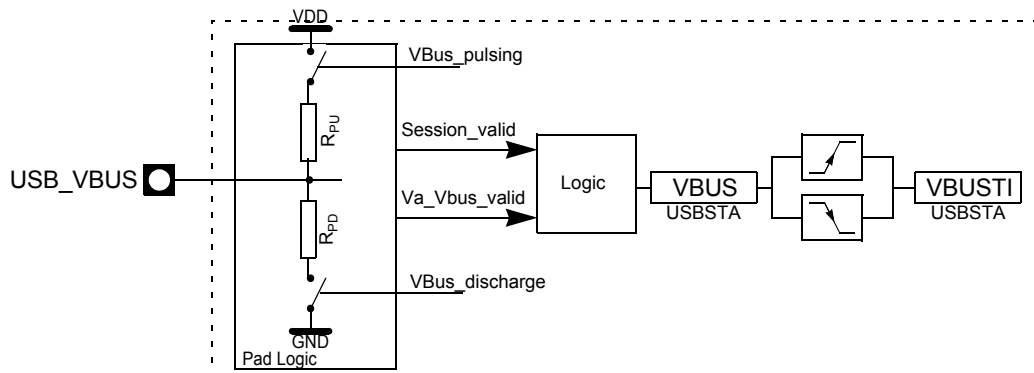 VDD
VBus_pulsing
RPU
Session_valid
USB_VBUS
Logic
VBUS
USBSTA
VBUSTI
USBSTA
Va_Vbus_valid
RPD
VBus_discharge
GND
Pad Logic